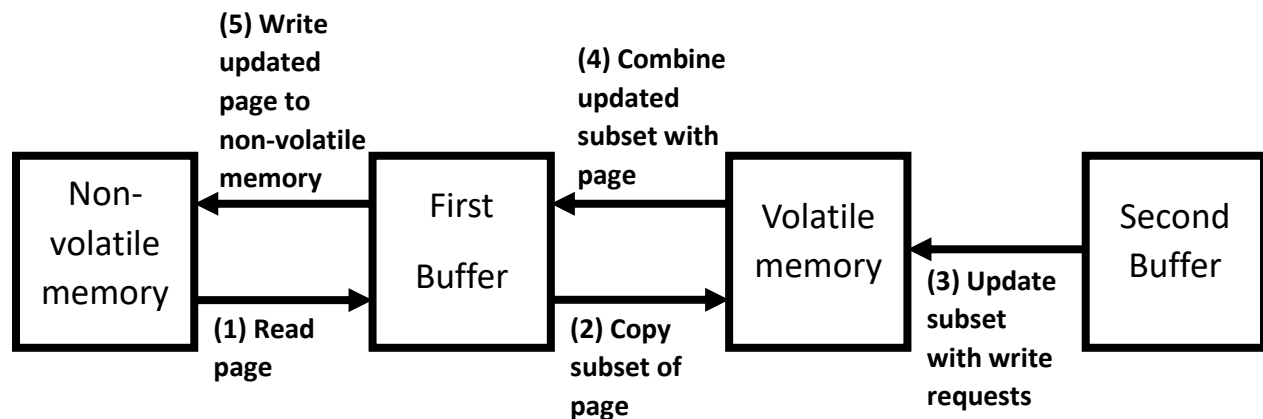 (5) Write
updated
page to
non-volatile
memory
(4) Combine
updated
subset with
page
Non-
volatile
memory
First
Buffer
Volatile
memory
Second
Buffer
(1) Read
page
(2) Copy
subset of
page
(3) Update
subset
with write
requests